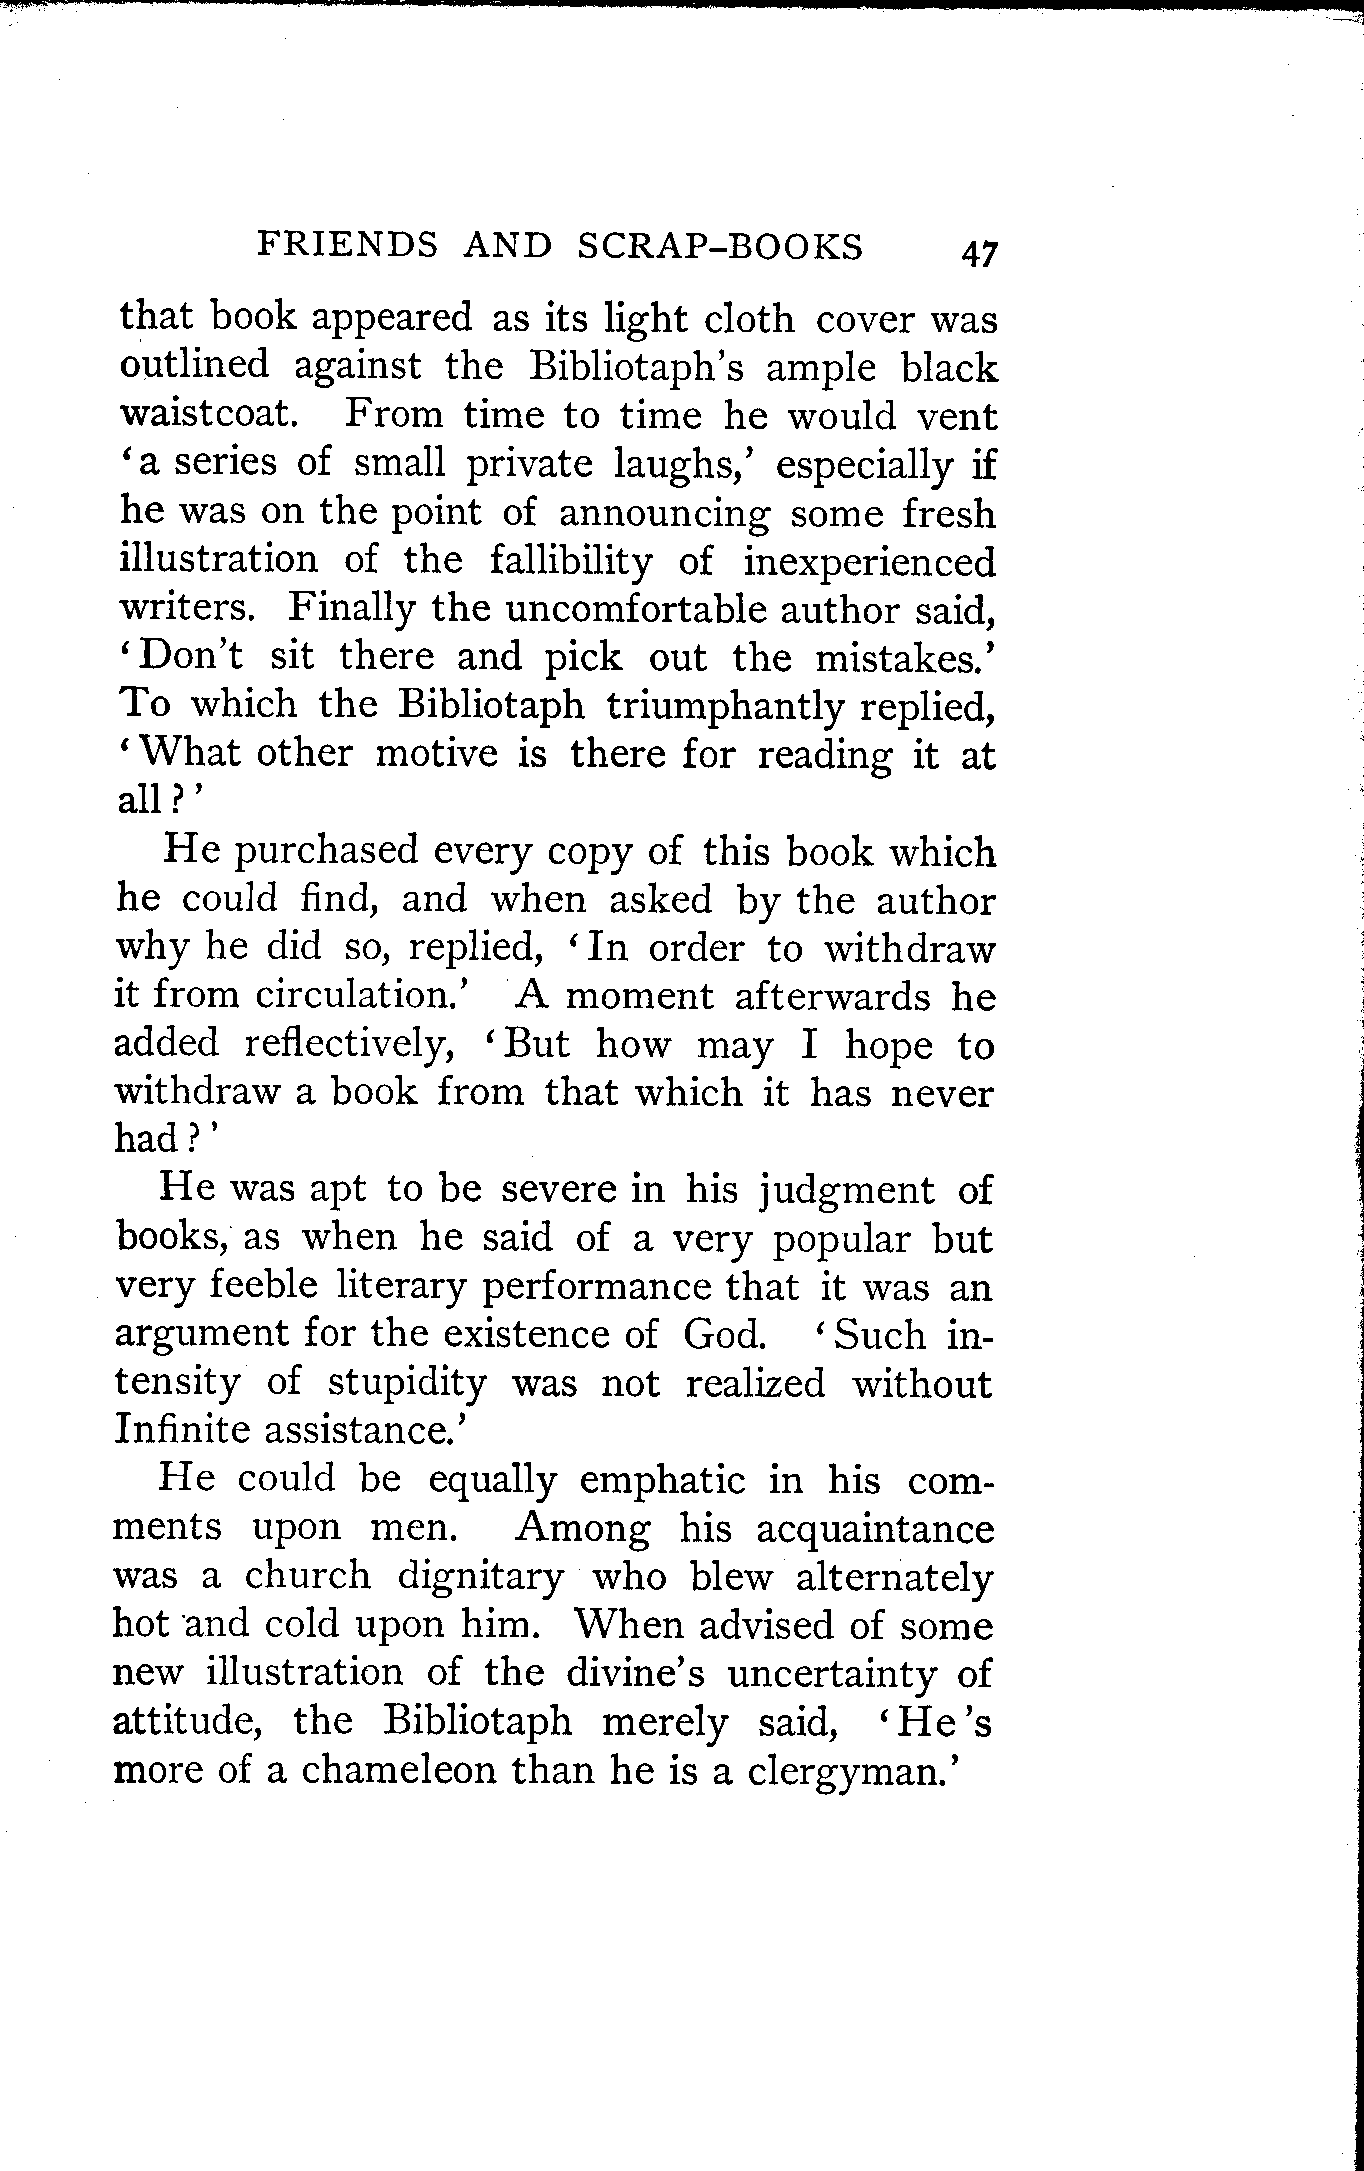 FRIENDS AND SCRAP-BOOKS 47
that book appeared as its light cloth cover was
outlined against the Bibliotaph's ample black
waistcoat. From time to time he would vent
‘a series of small private laughs,’ especially if
he was on the point of announcing some fresh
illustration of the fallibility of inexperienced
writers. Finally the uncomfortable author said,
‘Don't sit there and pick out the mistakes.’
To which the Bibliotaph triumphantly replied,
‘What other motive is there for reading it at
all?’
He purchased every copy of this book which
he could find, and when asked by the author
why he did so, replied, ‘In order to withdraw
it from circulation.’ A moment afterwards he
added reflectively, ‘But how may I hope to
withdraw a book from that which it has never
had?’
He was apt to be severe in his judgment of
books, as when he said of a very popular but
very feeble literary performance that it was an
argument for the existence of God. ‘Such in-
tensity of stupidity was not realized without
Infinite assistance.’
He could be equally emphatic in his com-
ments upon men. Among his acquaintance
was a church dignitary who blew alternately
hot and cold upon him. When advised of some
new illustration of the divine's uncertainty of
attitude, the Bibliotaph merely said, ‘He's
more of a chameleon than he is a clergyman.’